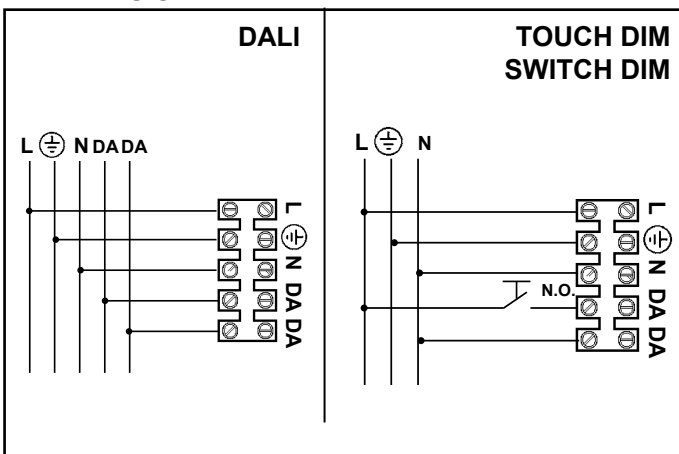 DALI
L N DA DA
L
N
DA
DA
TOUCH DIM
SWITCH DIM
L N
N.O.
L
N
DA
DA